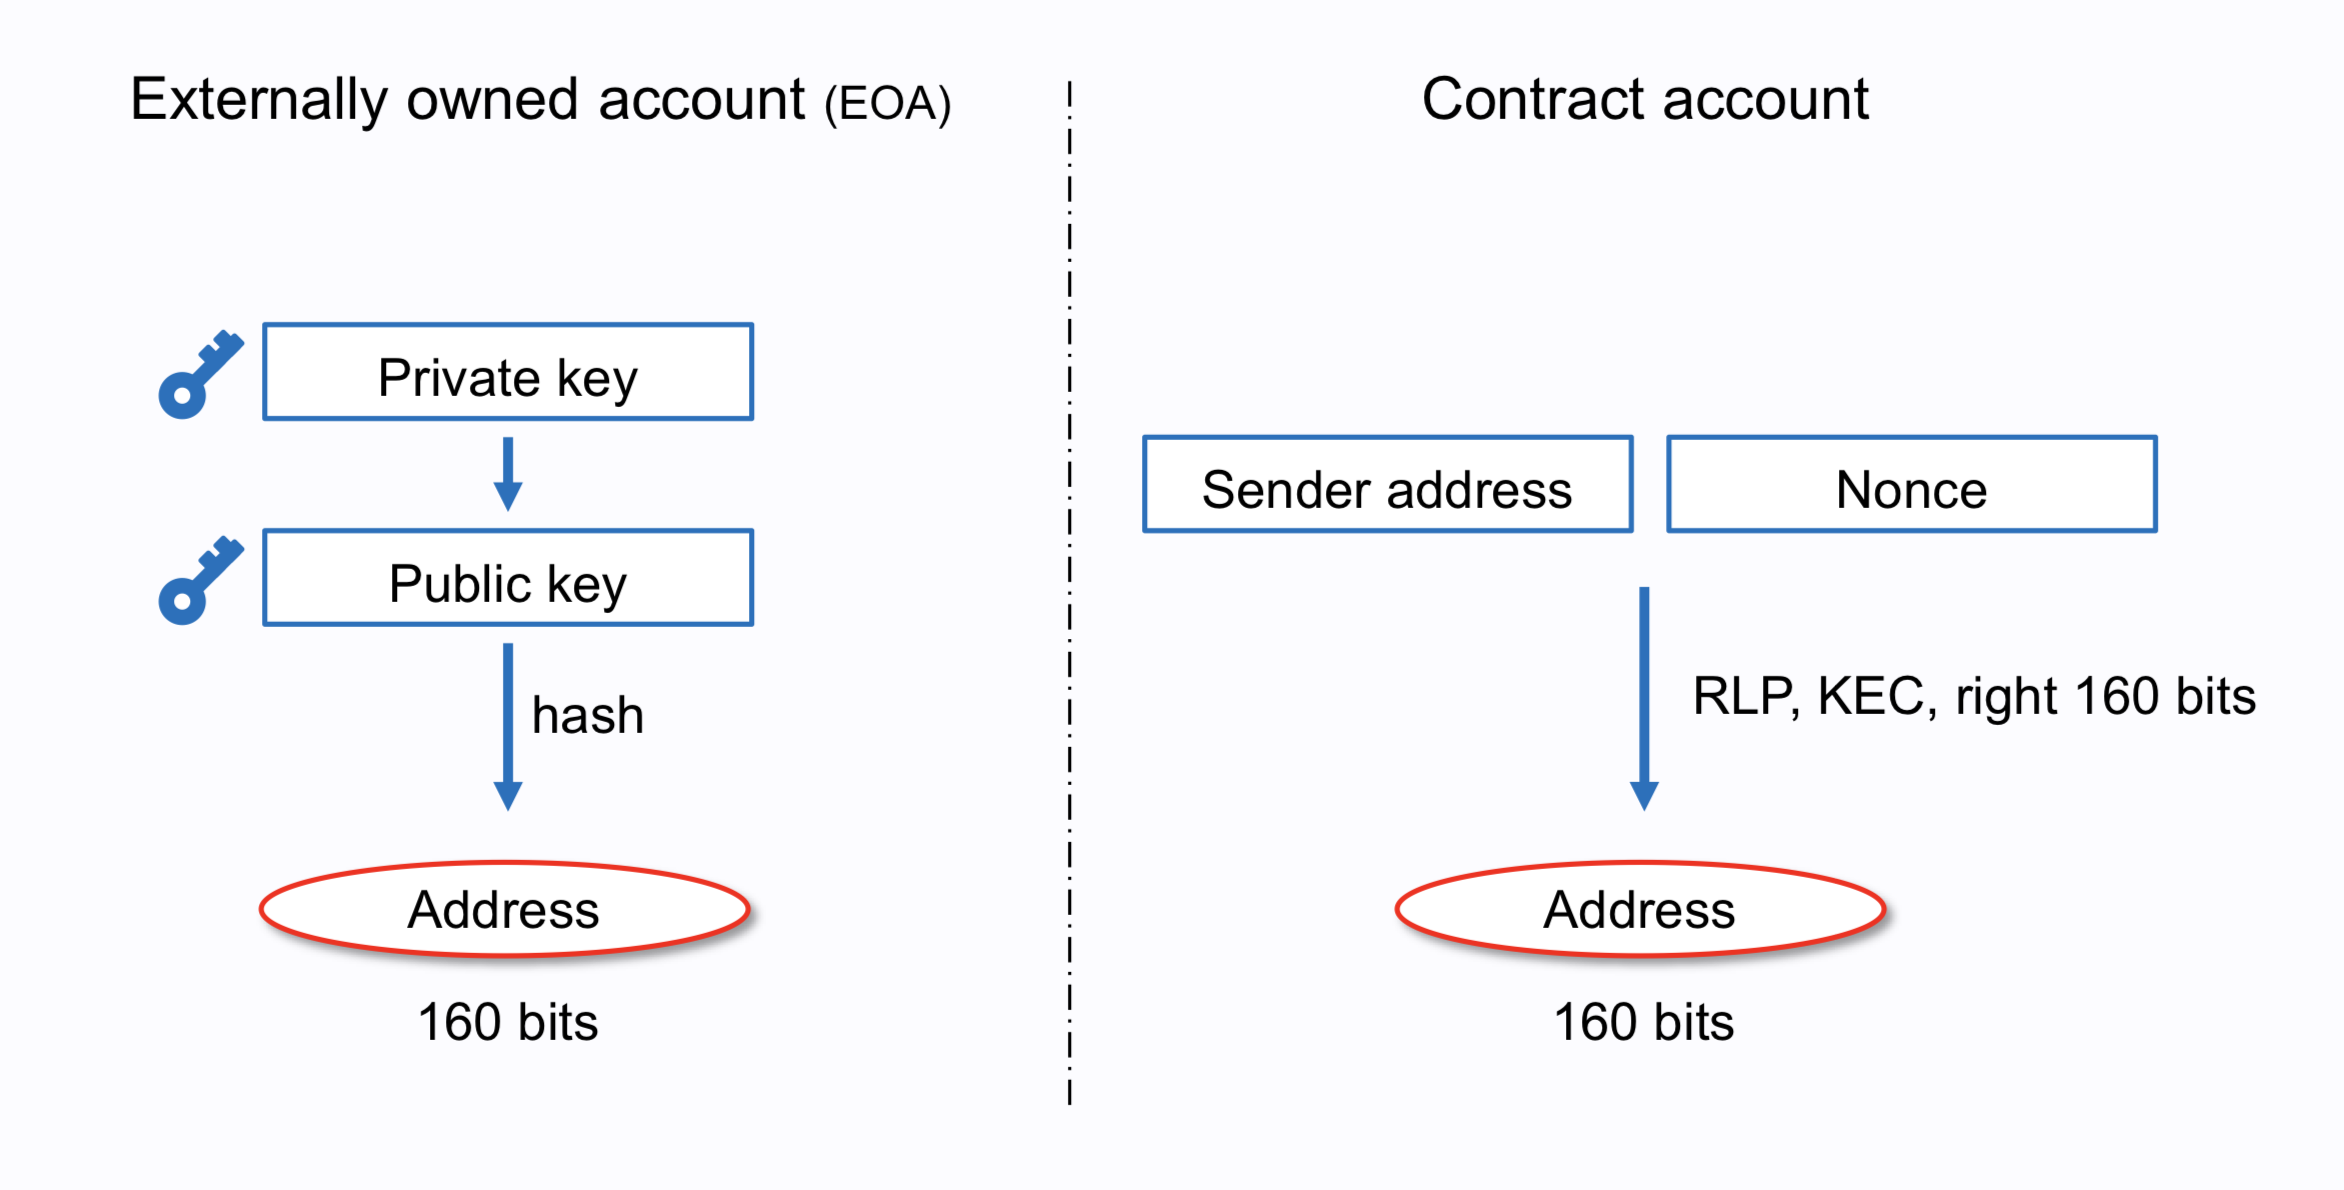 Externally owned account (EOA)
Private key
Public key
hash
Address
160 bits
Contract account
Sender address
Nonce
RLP, KEC, right 160 bits
Address
160 bits